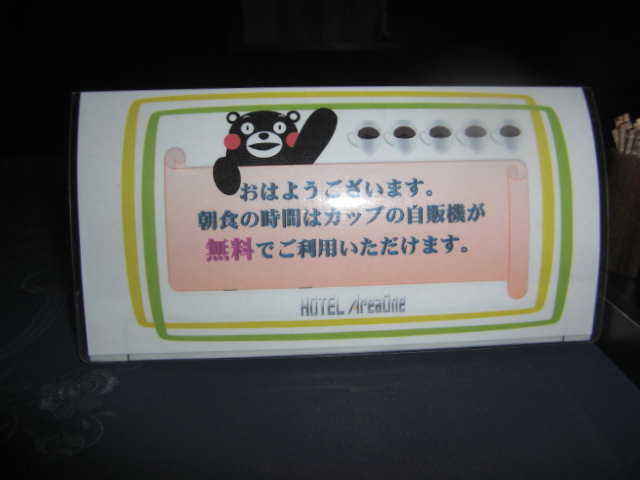 おはようございます。
朝食の時間はカップの自販機が
無料でご利用いただけます。
HOTEL AreaOne